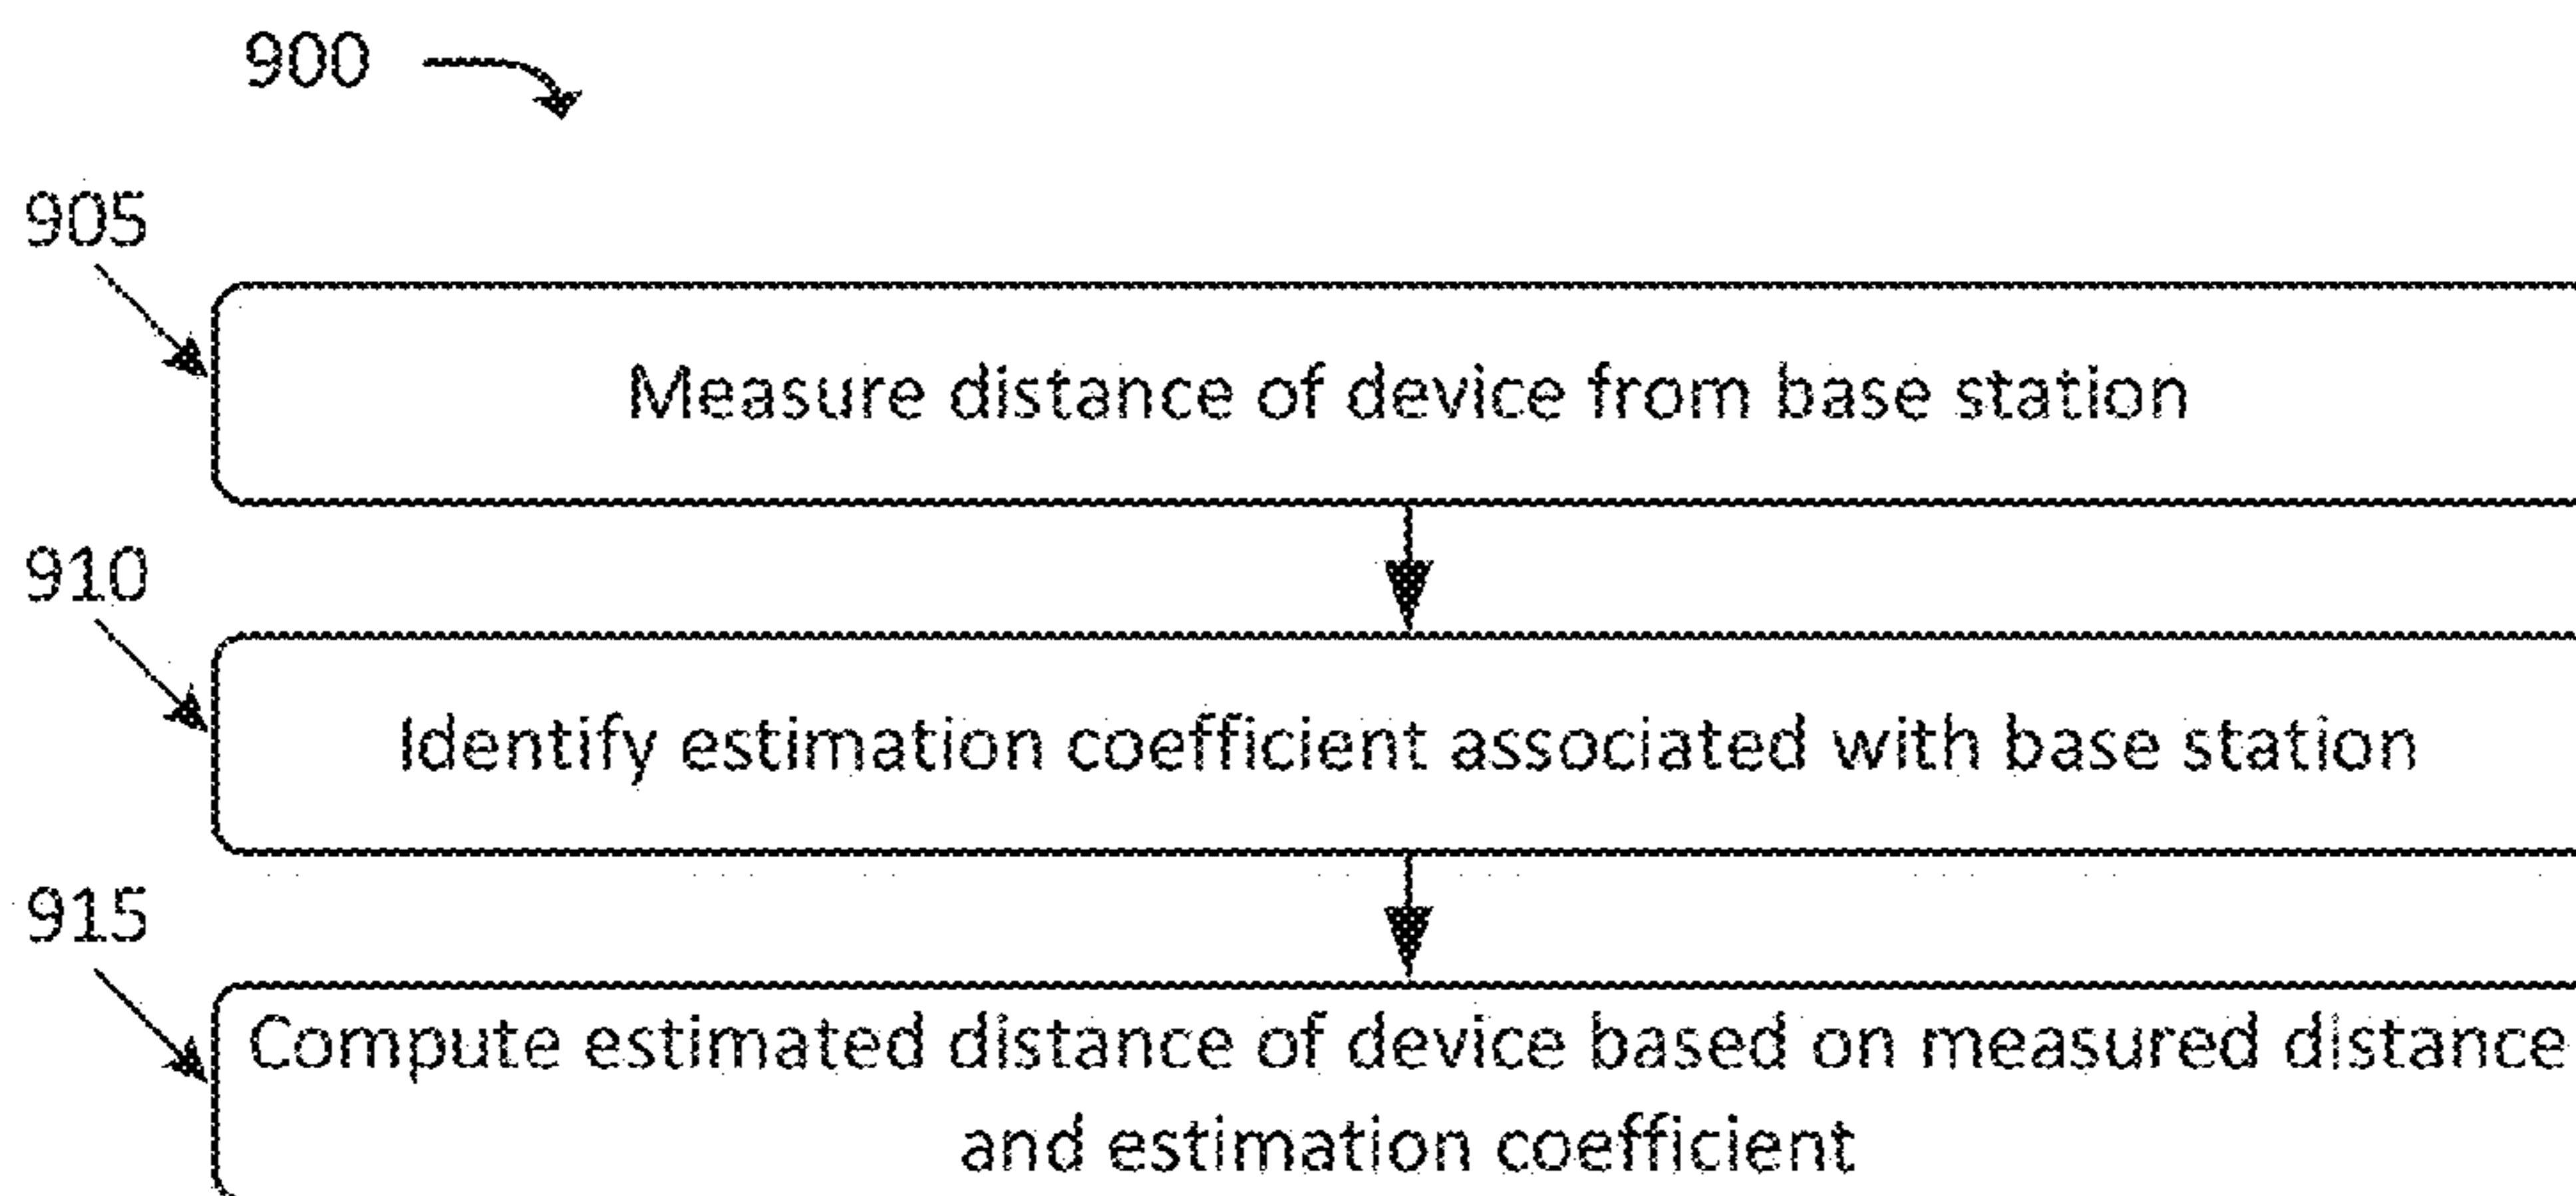 900
905
Measure distance of device from base station
910
Identify estimation coefficient associated with base station
915
Compute estimated distance of device based on measured distance
and estimation coefficient